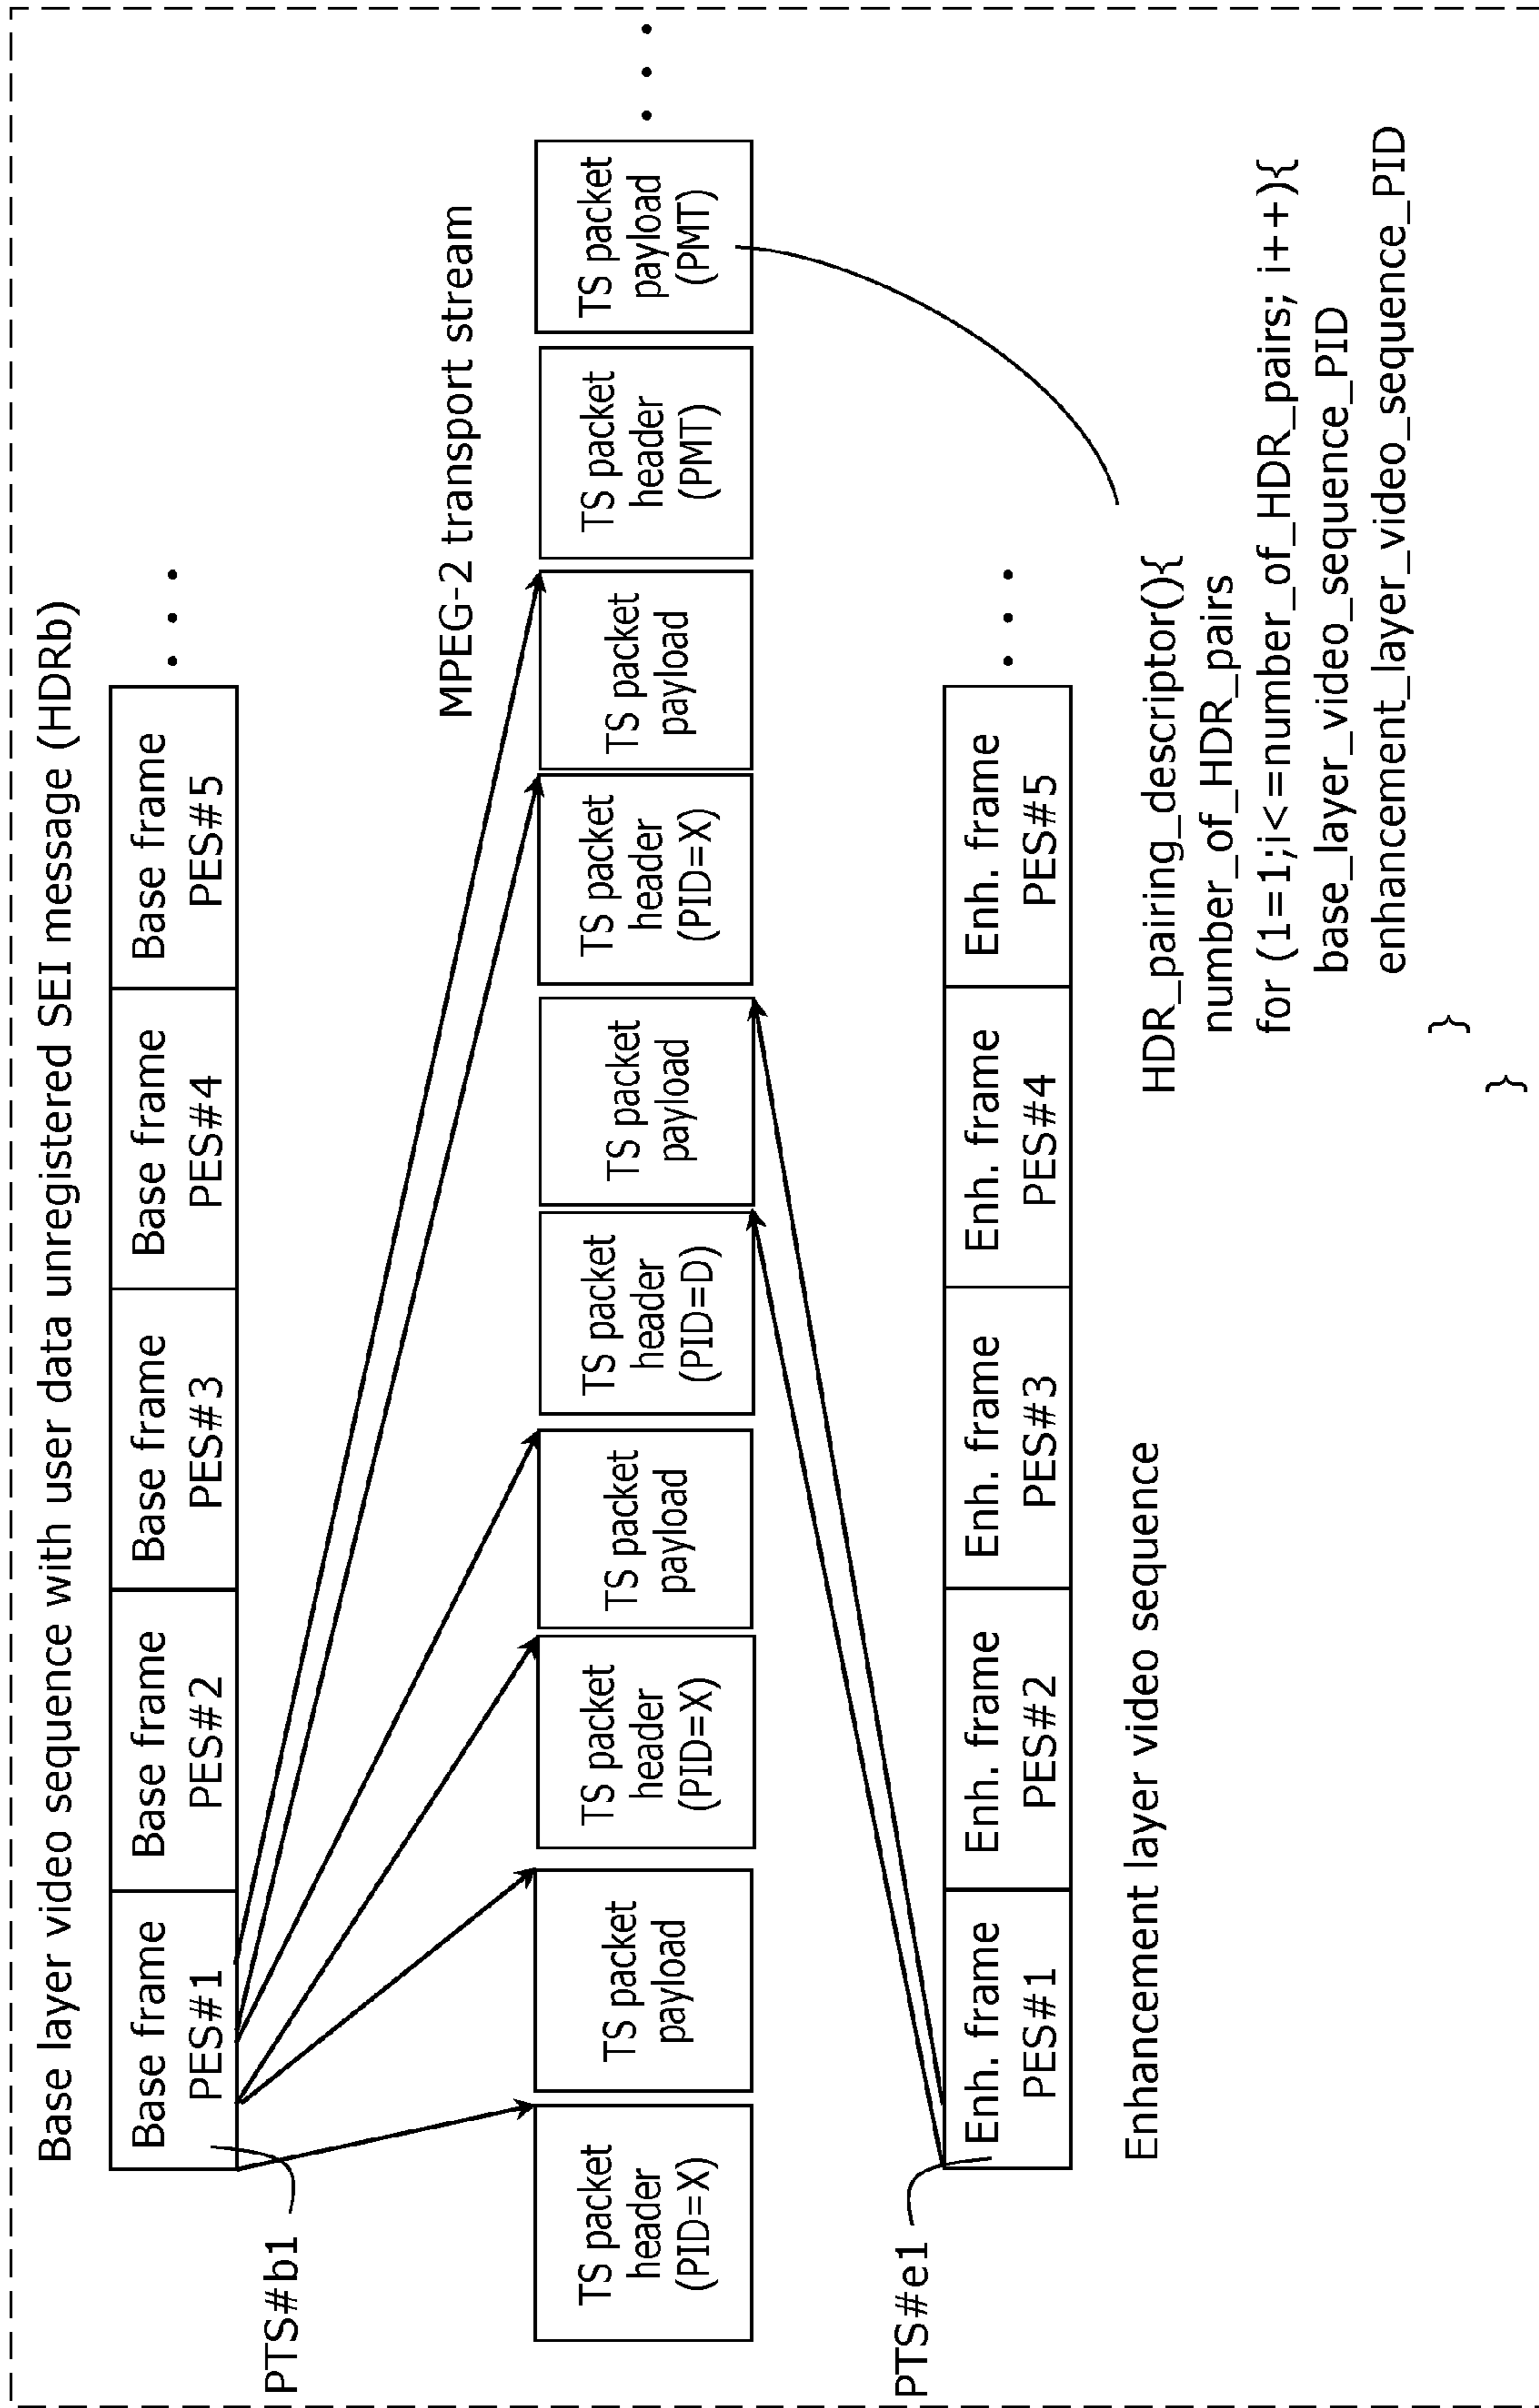 Base layer video sequence with user data unregistered SEI message (HDRb)
Base frame
PES#1
Base frame
PES#2
Base frame
PES#3
Base frame
PES#4
Base frame
PES#5
PTS#b1
MPEG-2 transport stream
TS packet
header
(PID=X)
TS packet
payload
TS packet
header
(PID=X)
TS packet
payload
TS packet
header
(PID=D)
TS packet
payload
TS packet
header
(PID=X)
TS packet
payload
TS packet
header
(PMT)
TS packet
payload
(PMT)
PTS#e1
Enh. frame
PES#1
Enh. frame
PES#2
Enh. frame
PES#3
Enh. frame
PES#4
Enh. frame
PES#5
Enhancement layer video sequence
HDR_pairing_descriptor(){
number_of_HDR_pairs
for (1=1;i<=number_of_HDR_pairs; i++){
base_layer_video_sequence_PID
enhancement_layer_video_sequence_PID
}
}